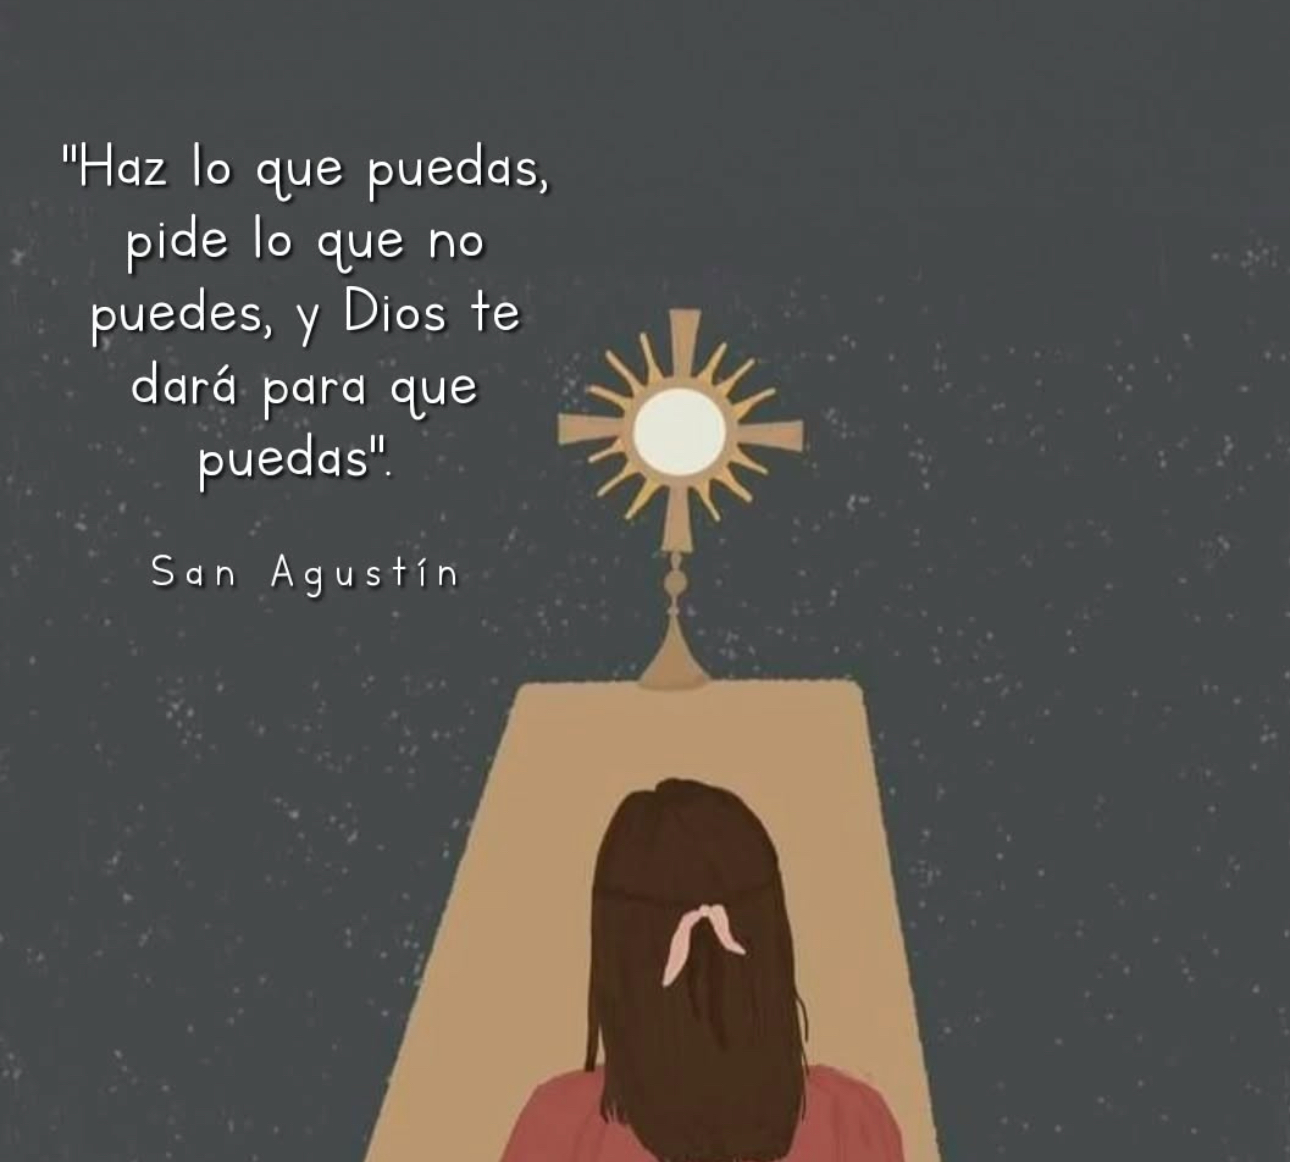 "Haz lo que puedas,
pide lo que no
puedes, y Dios te
dará para que
puedas".
San Agustín